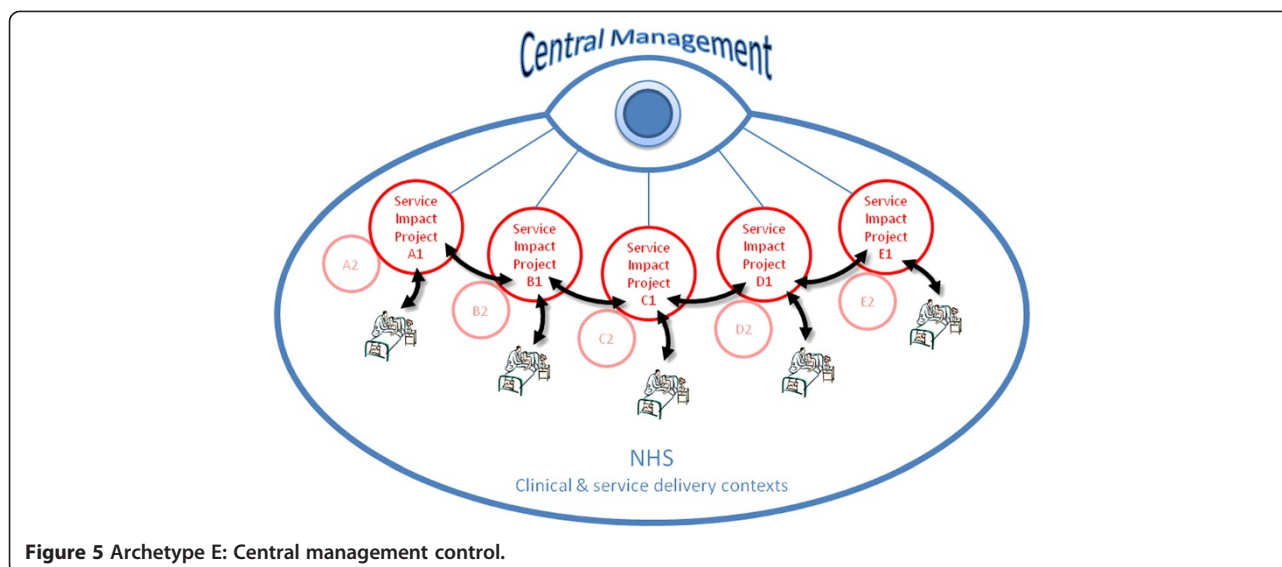 Central Management
Service
Impact
Project
A1
Service
Impact
Project
B1
Service
Impact
Project
C1
Service
Impact
Project
D1
Service
Impact
Project
E1
A2
B2
C2
D2
E2
NHS
Clinical & service delivery contexts
Figure 5 Archetype E: Central management control.